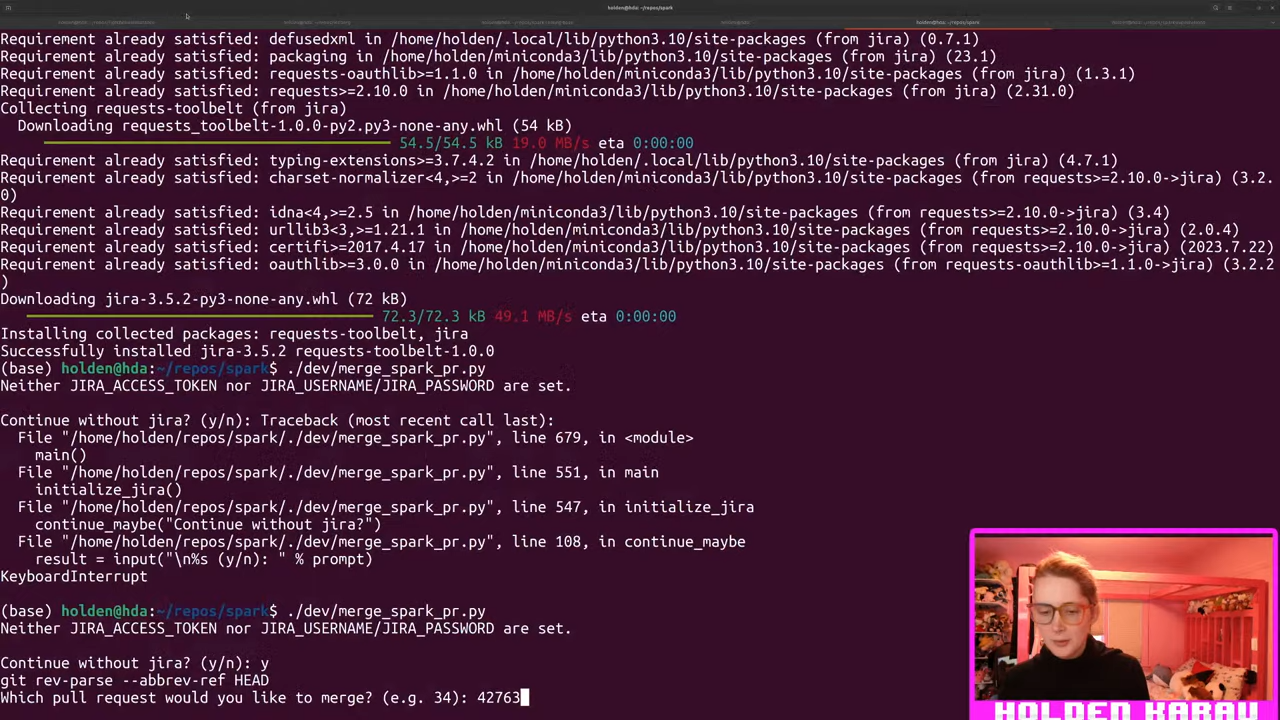 holden@hda: ~/repos/spark
holden@hda: ~/repos/spark
Requirement already satisfied: defusedxml in /home/holden/.local/lib/python3.10/site-packages (from jira) (0.7.1)
Requirement already satisfied: packaging in /home/holden/miniconda3/lib/python3.10/site-packages (from jira) (23.1)
Requirement already satisfied: requests-oauthlib>=1.1.0 in /home/holden/miniconda3/lib/python3.10/site-packages (from jira) (1.3.1)
Requirement already satisfied: requests>=2.10.0 in /home/holden/miniconda3/lib/python3.10/site-packages (from jira) (2.31.0)
Collecting requests-toolbelt (from jira)
Downloading requests_toolbelt-1.0.0-py2.py3-none-any.whl (54 kB)
54.5/54.5 kB 19.0 MB/s eta 0:00:00
Requirement already satisfied: typing-extensions>=3.7.4.2 in /home/holden/.local/lib/python3.10/site-packages (from jira) (4.7.1)
Requirement already satisfied: charset-normalizer<4,>=2 in /home/holden/miniconda3/lib/python3.10/site-packages (from requests>=2.10.0->jira) (3.2.
0)
Requirement already satisfied: idna<4,>=2.5 in /home/holden/miniconda3/lib/python3.10/site-packages (from requests>=2.10.0->jira) (3.4)
Requirement already satisfied: urllib3<3,>=1.21.1 in /home/holden/miniconda3/lib/python3.10/site-packages (from requests>=2.10.0->jira) (2.0.4)
Requirement already satisfied: certifi>=2017.4.17 in /home/holden/miniconda3/lib/python3.10/site-packages (from requests>=2.10.0->jira) (2023.7.22)
Requirement already satisfied: oauthlib>=3.0.0 in /home/holden/miniconda3/lib/python3.10/site-packages (from requests-oauthlib>=1.1.0->jira) (3.2.2
)
Downloading jira-3.5.2-py3-none-any.whl (72 kB)
72.3/72.3 kB 49.1 MB/s eta 0:00:00
Installing collected packages: requests-toolbelt, jira
Successfully installed jira-3.5.2 requests-toolbelt-1.0.0
(base) holden@hda:~/repos/spark$ ./dev/merge_spark_pr.py
Neither JIRA_ACCESS_TOKEN nor JIRA_USERNAME/JIRA_PASSWORD are set.
Continue without jira? (y/n): Traceback (most recent call last):
File "/home/holden/repos/spark/./dev/merge_spark_pr.py", line 679, in <module>
main()
File "/home/holden/repos/spark/./dev/merge_spark_pr.py", line 551, in main
initialize_jira()
File "/home/holden/repos/spark/./dev/merge_spark_pr.py", line 547, in initialize_jira
continue_maybe("Continue without jira?")
File "/home/holden/repos/spark/./dev/merge_spark_pr.py", line 108, in continue_maybe
result = input("\n%s (y/n): " % prompt)
KeyboardInterrupt
(base) holden@hda:~/repos/spark$ ./dev/merge_spark_pr.py
Neither JIRA_ACCESS_TOKEN nor JIRA_USERNAME/JIRA_PASSWORD are set.
Continue without jira? (y/n): y
git rev-parse --abbrev-ref HEAD
Which pull request would you like to merge? (e.g. 34): 42763
HOLDEN KARAU